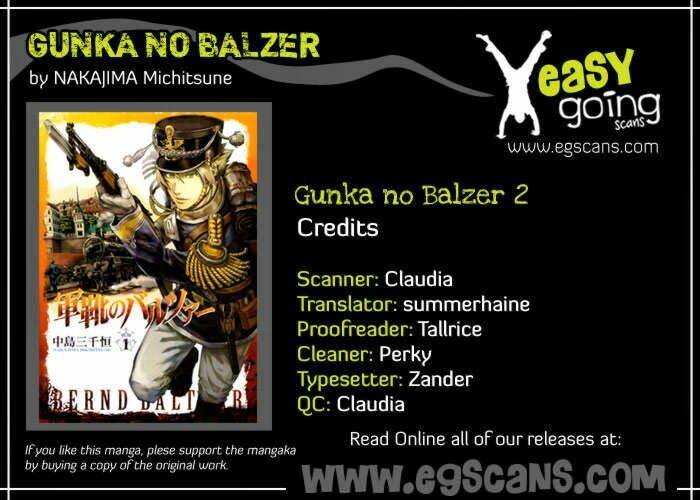 GUNKA NO BALZER
by NAKAJIMA Michitsune
easy
going
scans
www.egscans.com
軍靴のバルツァー
中島三千恒
1
BERND BALTZER
Gunka no Balzer 2
Credits
Scanner: Claudia
Translator: summerhaine
Proofreader: Tallrice
Cleaner: Perky
Typesetter: Zander
QC: Claudia
If you like this manga, plese support the mangaka
by buying a copy of the original work.
Read Online all of our releases at:
www.egscans.com